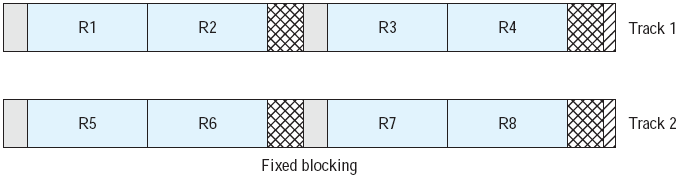 R1 R2 R3 R4 Track 1
R5 R6 R7 R8 Track 2
Fixed blocking